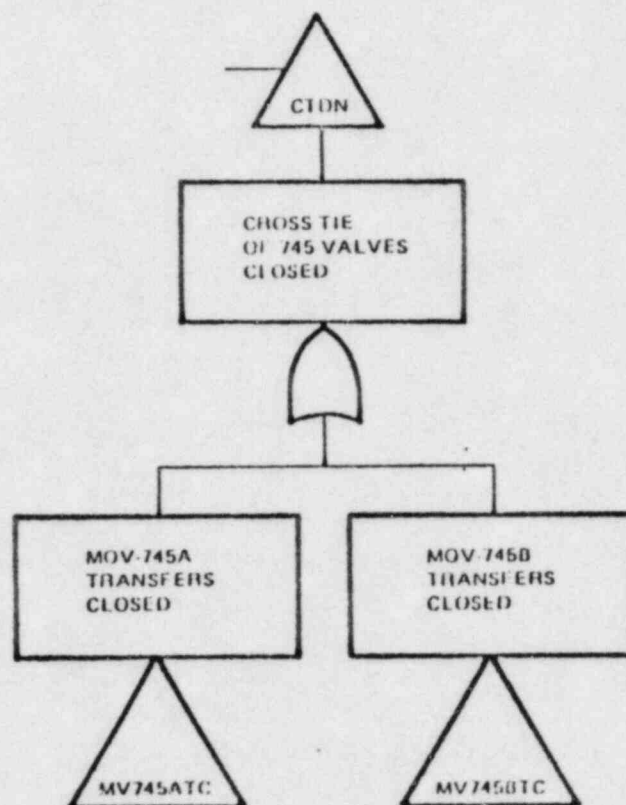 CTDN
CROSS TIE
OF 745 VALVES
CLOSED
MOV-745A
TRANSFERS
CLOSED
MOV-745B
TRANSFERS
CLOSED
MV745ATC
MV745BTC